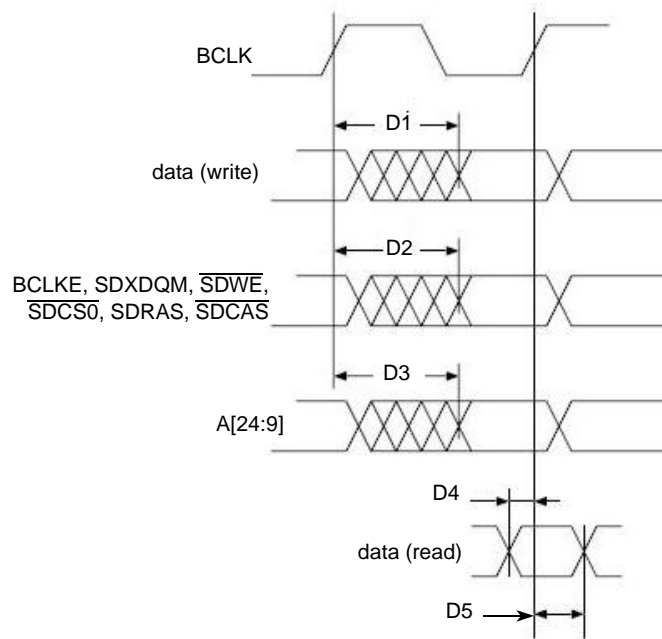 BCLK
D1
data (write)
D2
BCLKE, SDXDQM, SDWE,
SDCS0, SDRAS, SDCAS
D3
A[24:9]
D4
data (read)
D5